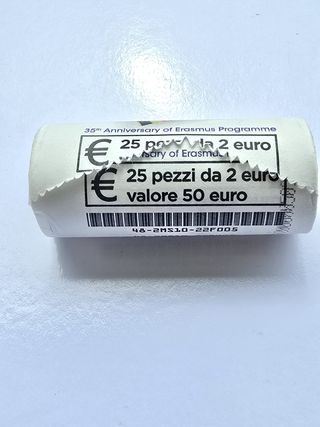 35th Anniversary of Erasmus Programme
€ 25 pezzi da 2 euro
sary of Erasmus
€ 25 pezzi da 2 euro
valore 50 euro
48-2MS10-22F005